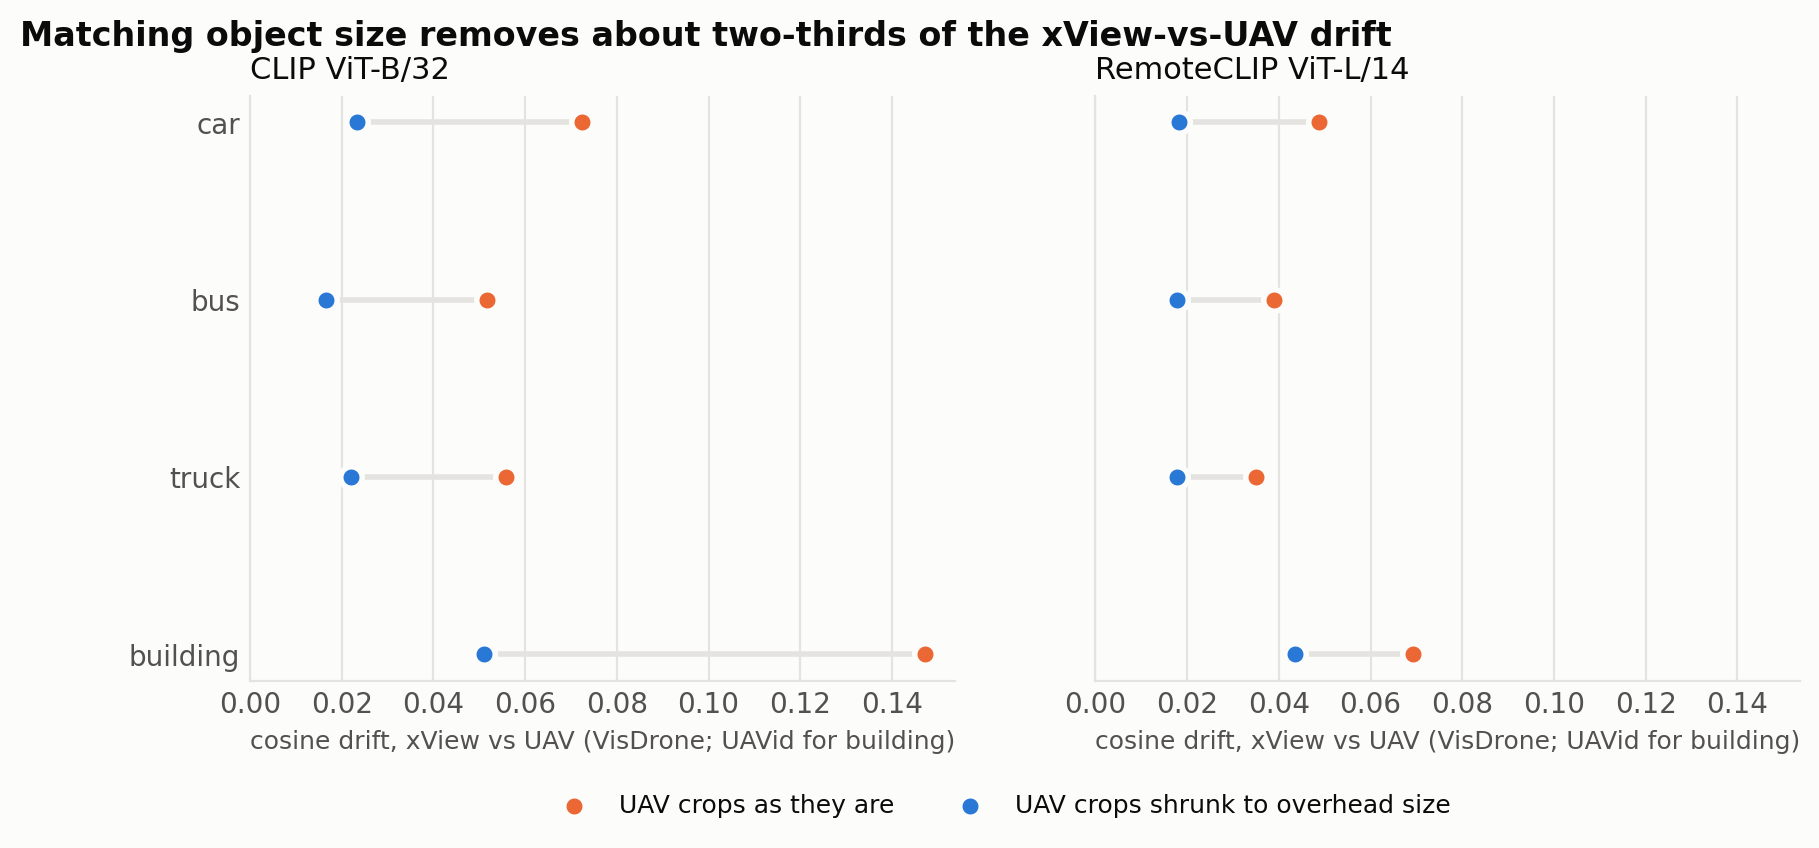 Matching object size removes about two-thirds of the xView-vs-UAV drift
CLIP ViT-B/32
RemoteCLIP ViT-L/14
car
bus
truck
building
0.00 0.02 0.04 0.06 0.08 0.10 0.12 0.14
0.00 0.02 0.04 0.06 0.08 0.10 0.12 0.14
cosine drift, xView vs UAV (VisDrone; UAVid for building)
cosine drift, xView vs UAV (VisDrone; UAVid for building)
UAV crops as they are
UAV crops shrunk to overhead size